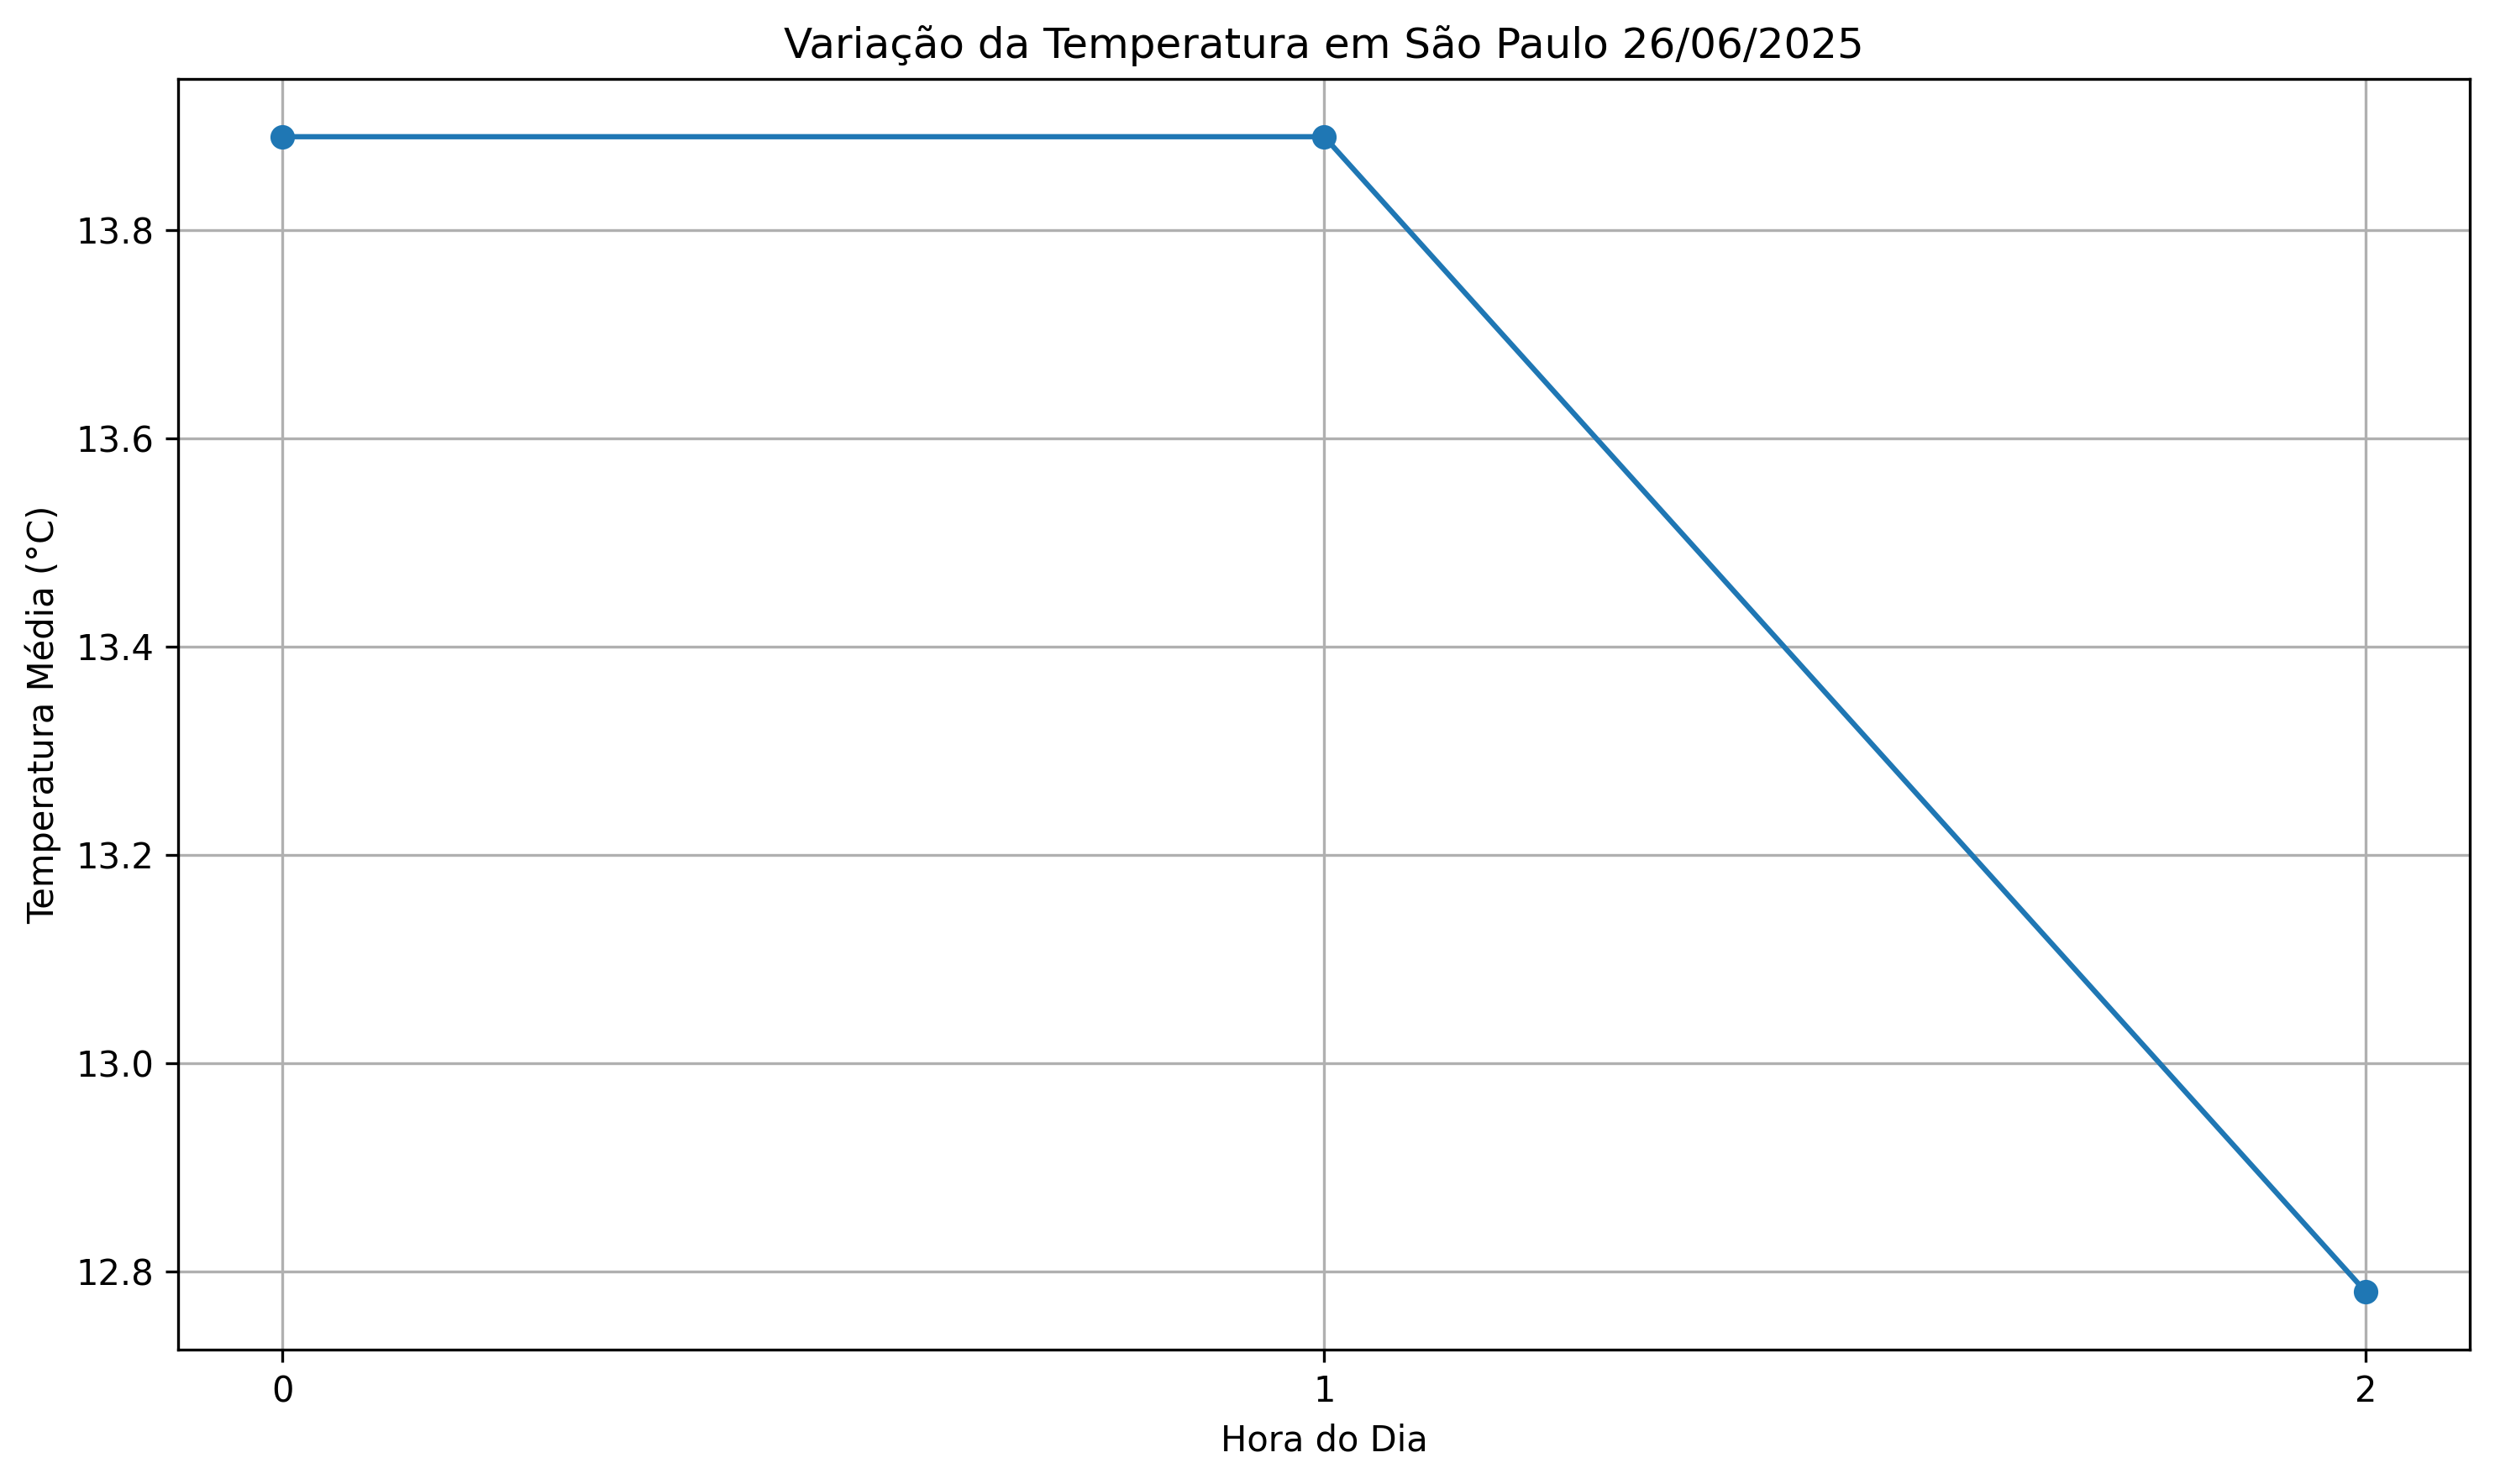 Variação da Temperatura em São Paulo 26/06/2025
Temperatura Média (°C)
13.8
13.6
13.4
13.2
13.0
12.8
0 1 2
Hora do Dia